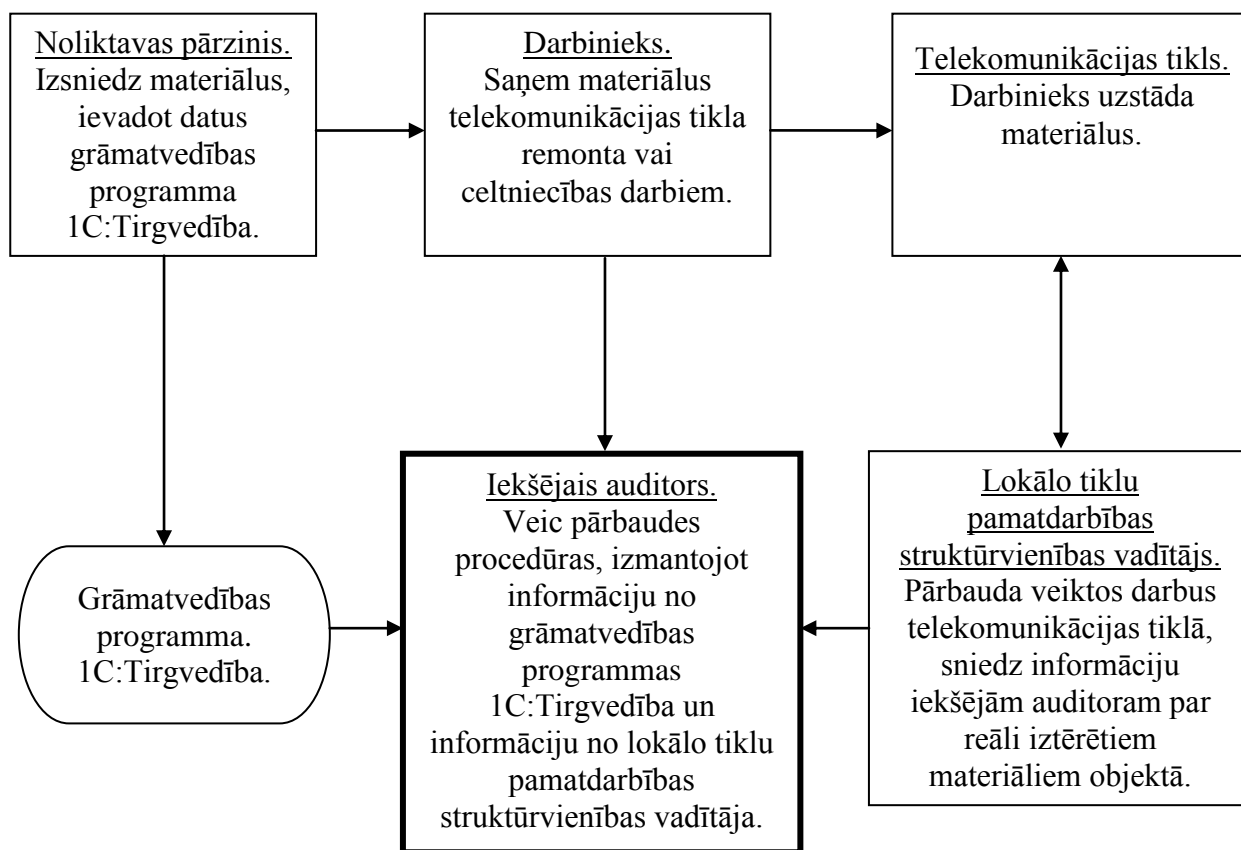 Noliktavas pārzinis.
Izsniedz materiālus,
ievadot datus
grāmatvedības
programma
1C:Tirgvedība.
Darbinieks.
Saņem materiālus
telekomunikācijas tikla
remonta vai
celtniecības darbiem.
Telekomunikācijas tikls.
Darbinieks uzstāda
materiālus.
Grāmatvedības
programma.
1C:Tirgvedība.
Iekšējais auditors.
Veic pārbaudes
procedūras, izmantojot
informāciju no
grāmatvedības
programmas
1C:Tirgvedība un
informāciju no lokālo tiklu
pamatdarbības
struktūrvienības vadītāja.
Lokālo tiklu
pamatdarbības
struktūrvienības vadītājs.
Pārbauda veiktos darbus
telekomunikācijas tiklā,
sniedz informāciju
iekšējām auditoram par
reāli iztērētiem
materiāliem objektā.